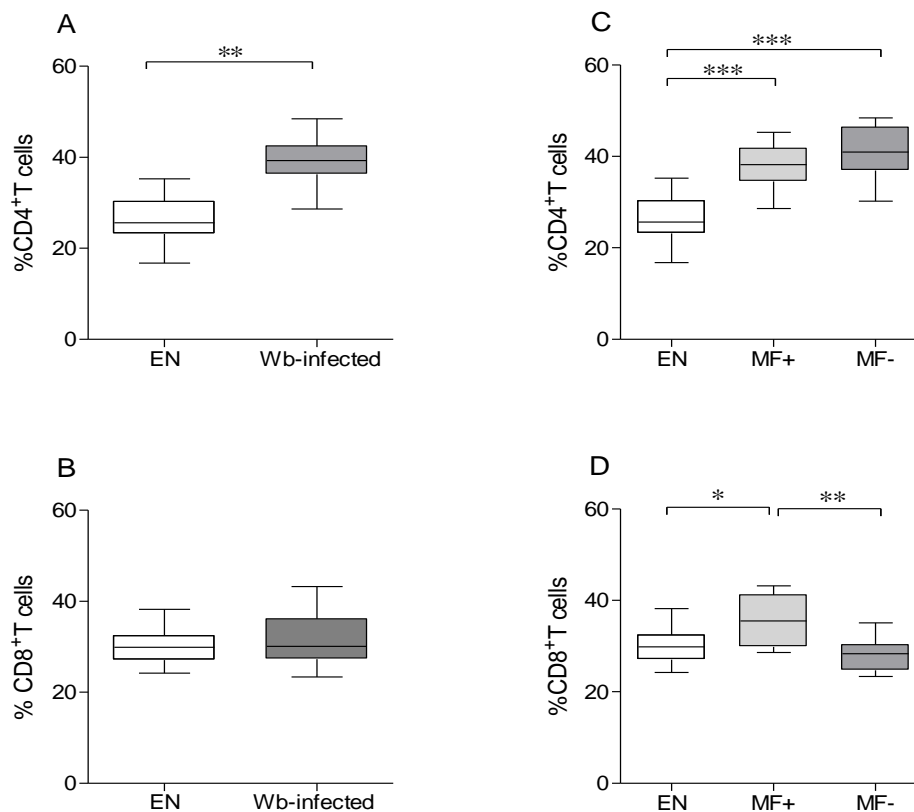 A
**
60
40
20
0
%CD4⁺T cells
EN Wb-infected
C
***
***
60
40
20
0
%CD4⁺T cells
EN MF+ MF-
B
60
40
20
0
% CD8⁺T cells
EN Wb-infected
D
* **
60
40
20
0
%CD8⁺T cells
EN MF+ MF-